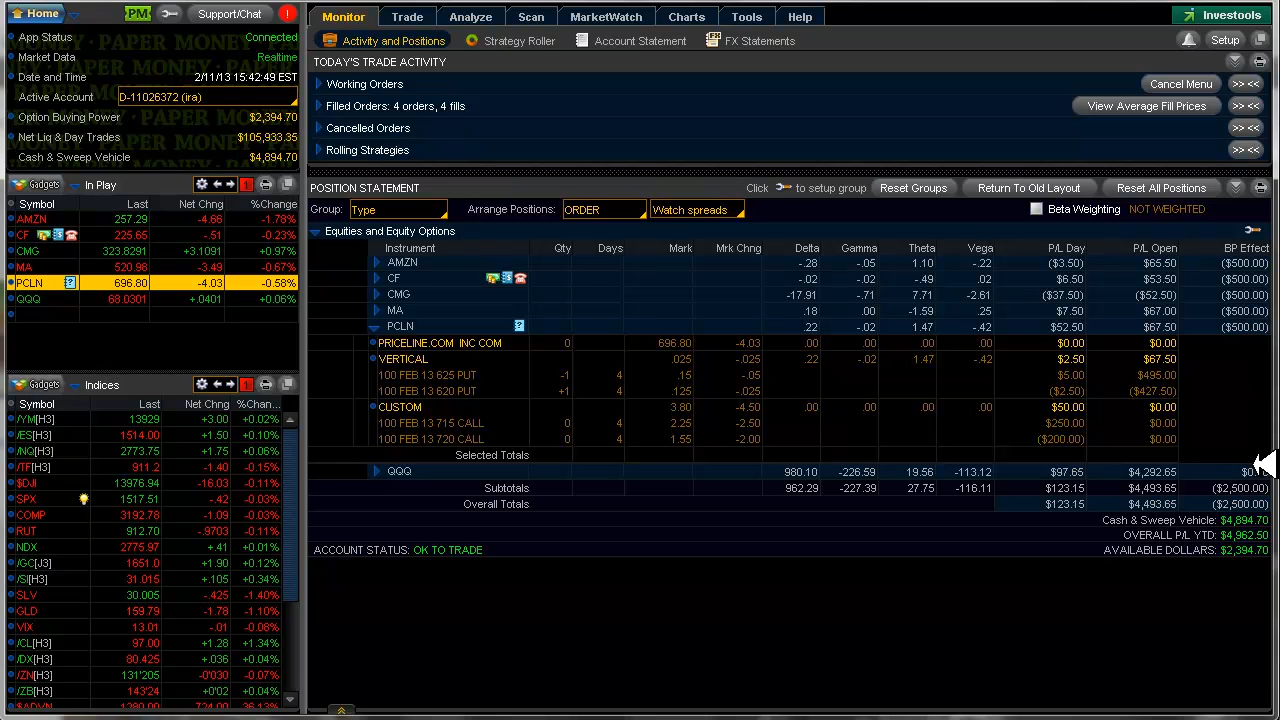 Home PM Support/Chat !
App Status Connected
Market Data Realtime
Date and Time 2/11/13 15:42:49 EST
Active Account D-11026372 (ira)
Option Buying Power $2,394.70
Net Liq & Day Trades $105,933.35
Cash & Sweep Vehicle $4,894.70
Gadgets In Play 1
Symbol Last Net Chng %Change
AMZN 257.29 -4.66 -1.78%
CF 225.65 -.51 -0.23%
CMG 323.8291 +3.1091 +0.97%
MA 520.98 -3.49 -0.67%
PCLN 696.80 -4.03 -0.58%
QQQ 68.0301 +.0401 +0.06%
Gadgets Indices 1
Symbol Last Net Chng %Chan...
/YM[H3] 13929 +3.00 +0.02%
/ES[H3] 1514.00 +1.50 +0.10%
/NQ[H3] 2773.75 +1.75 +0.06%
/TF[H3] 911.2 -1.40 -0.15%
$DJI 13976.94 -16.03 -0.11%
SPX 1517.51 -.42 -0.03%
COMP 3192.78 -1.09 -0.03%
RUT 912.70 -.9703 -0.11%
NDX 2775.97 +.41 +0.01%
/GC[J3] 1651.0 +1.90 +0.12%
/SI[H3] 31.015 +.105 +0.34%
SLV 30.005 -.425 -1.40%
GLD 159.79 -1.78 -1.10%
VIX 13.01 -.01 -0.08%
/CL[H3] 97.00 +1.28 +1.34%
/DX[H3] 80.425 +.036 +0.04%
/ZN[H3] 131'205 -0'030 -0.07%
/ZB[H3] 143'24 +0'02 +0.04%
$ADVN 1280.00 -724.00 -36.13%
Monitor Trade Analyze Scan MarketWatch Charts Tools Help Investools
Activity and Positions Strategy Roller Account Statement FX Statements Setup
TODAY'S TRADE ACTIVITY
Working Orders Cancel Menu >> <<
Filled Orders: 4 orders, 4 fills View Average Fill Prices >> <<
Cancelled Orders >> <<
Rolling Strategies >> <<
POSITION STATEMENT Click to setup group Reset Groups Return To Old Layout Reset All Positions
Group: Type Arrange Positions: ORDER Watch spreads Beta Weighting NOT WEIGHTED
Equities and Equity Options
Instrument Qty Days Mark Mrk Chng Delta Gamma Theta Vega P/L Day P/L Open BP Effect
AMZN -.23 -.05 1.10 -.72 ($3.50) $65.50 ($500.00)
CF -.02 -.02 -.49 .02 $6.50 $53.50 ($500.00)
CMG -17.91 -.71 7.71 -2.61 ($37.50) ($52.50) ($500.00)
MA .18 .00 -1.59 .25 $7.00 $67.00 ($500.00)
PCLN .22 -.02 1.47 -.42 $52.50 $67.50 ($500.00)
PRICELINE.COM INC COM 0 696.80 -4.03 .00 .00 .00 .00 $0.00 $0.00
VERTICAL .025 -.025 .22 -.02 1.47 -.42 $2.50 $67.50
100 FEB 13 625 PUT -1 4 .15 -.05 $5.00 $495.00
100 FEB 13 620 PUT +1 4 .125 -.025 ($2.50) ($427.50)
CUSTOM 3.80 -4.50 .00 .00 .00 .00 $50.00 $0.00
100 FEB 13 715 CALL 0 4 2.25 -2.50 $250.00 $0.00
100 FEB 13 720 CALL 0 4 1.55 -2.00 ($200.00) $0.00
Selected Totals
QQQ -226.59 19.56 $97.65
Subtotals -227.38 27.75 -116.11 $123.15 $4,493.65 ($2,500.00)
Overall Totals $123.15 $4,493.65 ($2,500.00)
Cash & Sweep Vehicle: $4,894.70
OVERALL P/L YTD: $4,962.50
ACCOUNT STATUS: OK TO TRADE AVAILABLE DOLLARS: $2,394.70